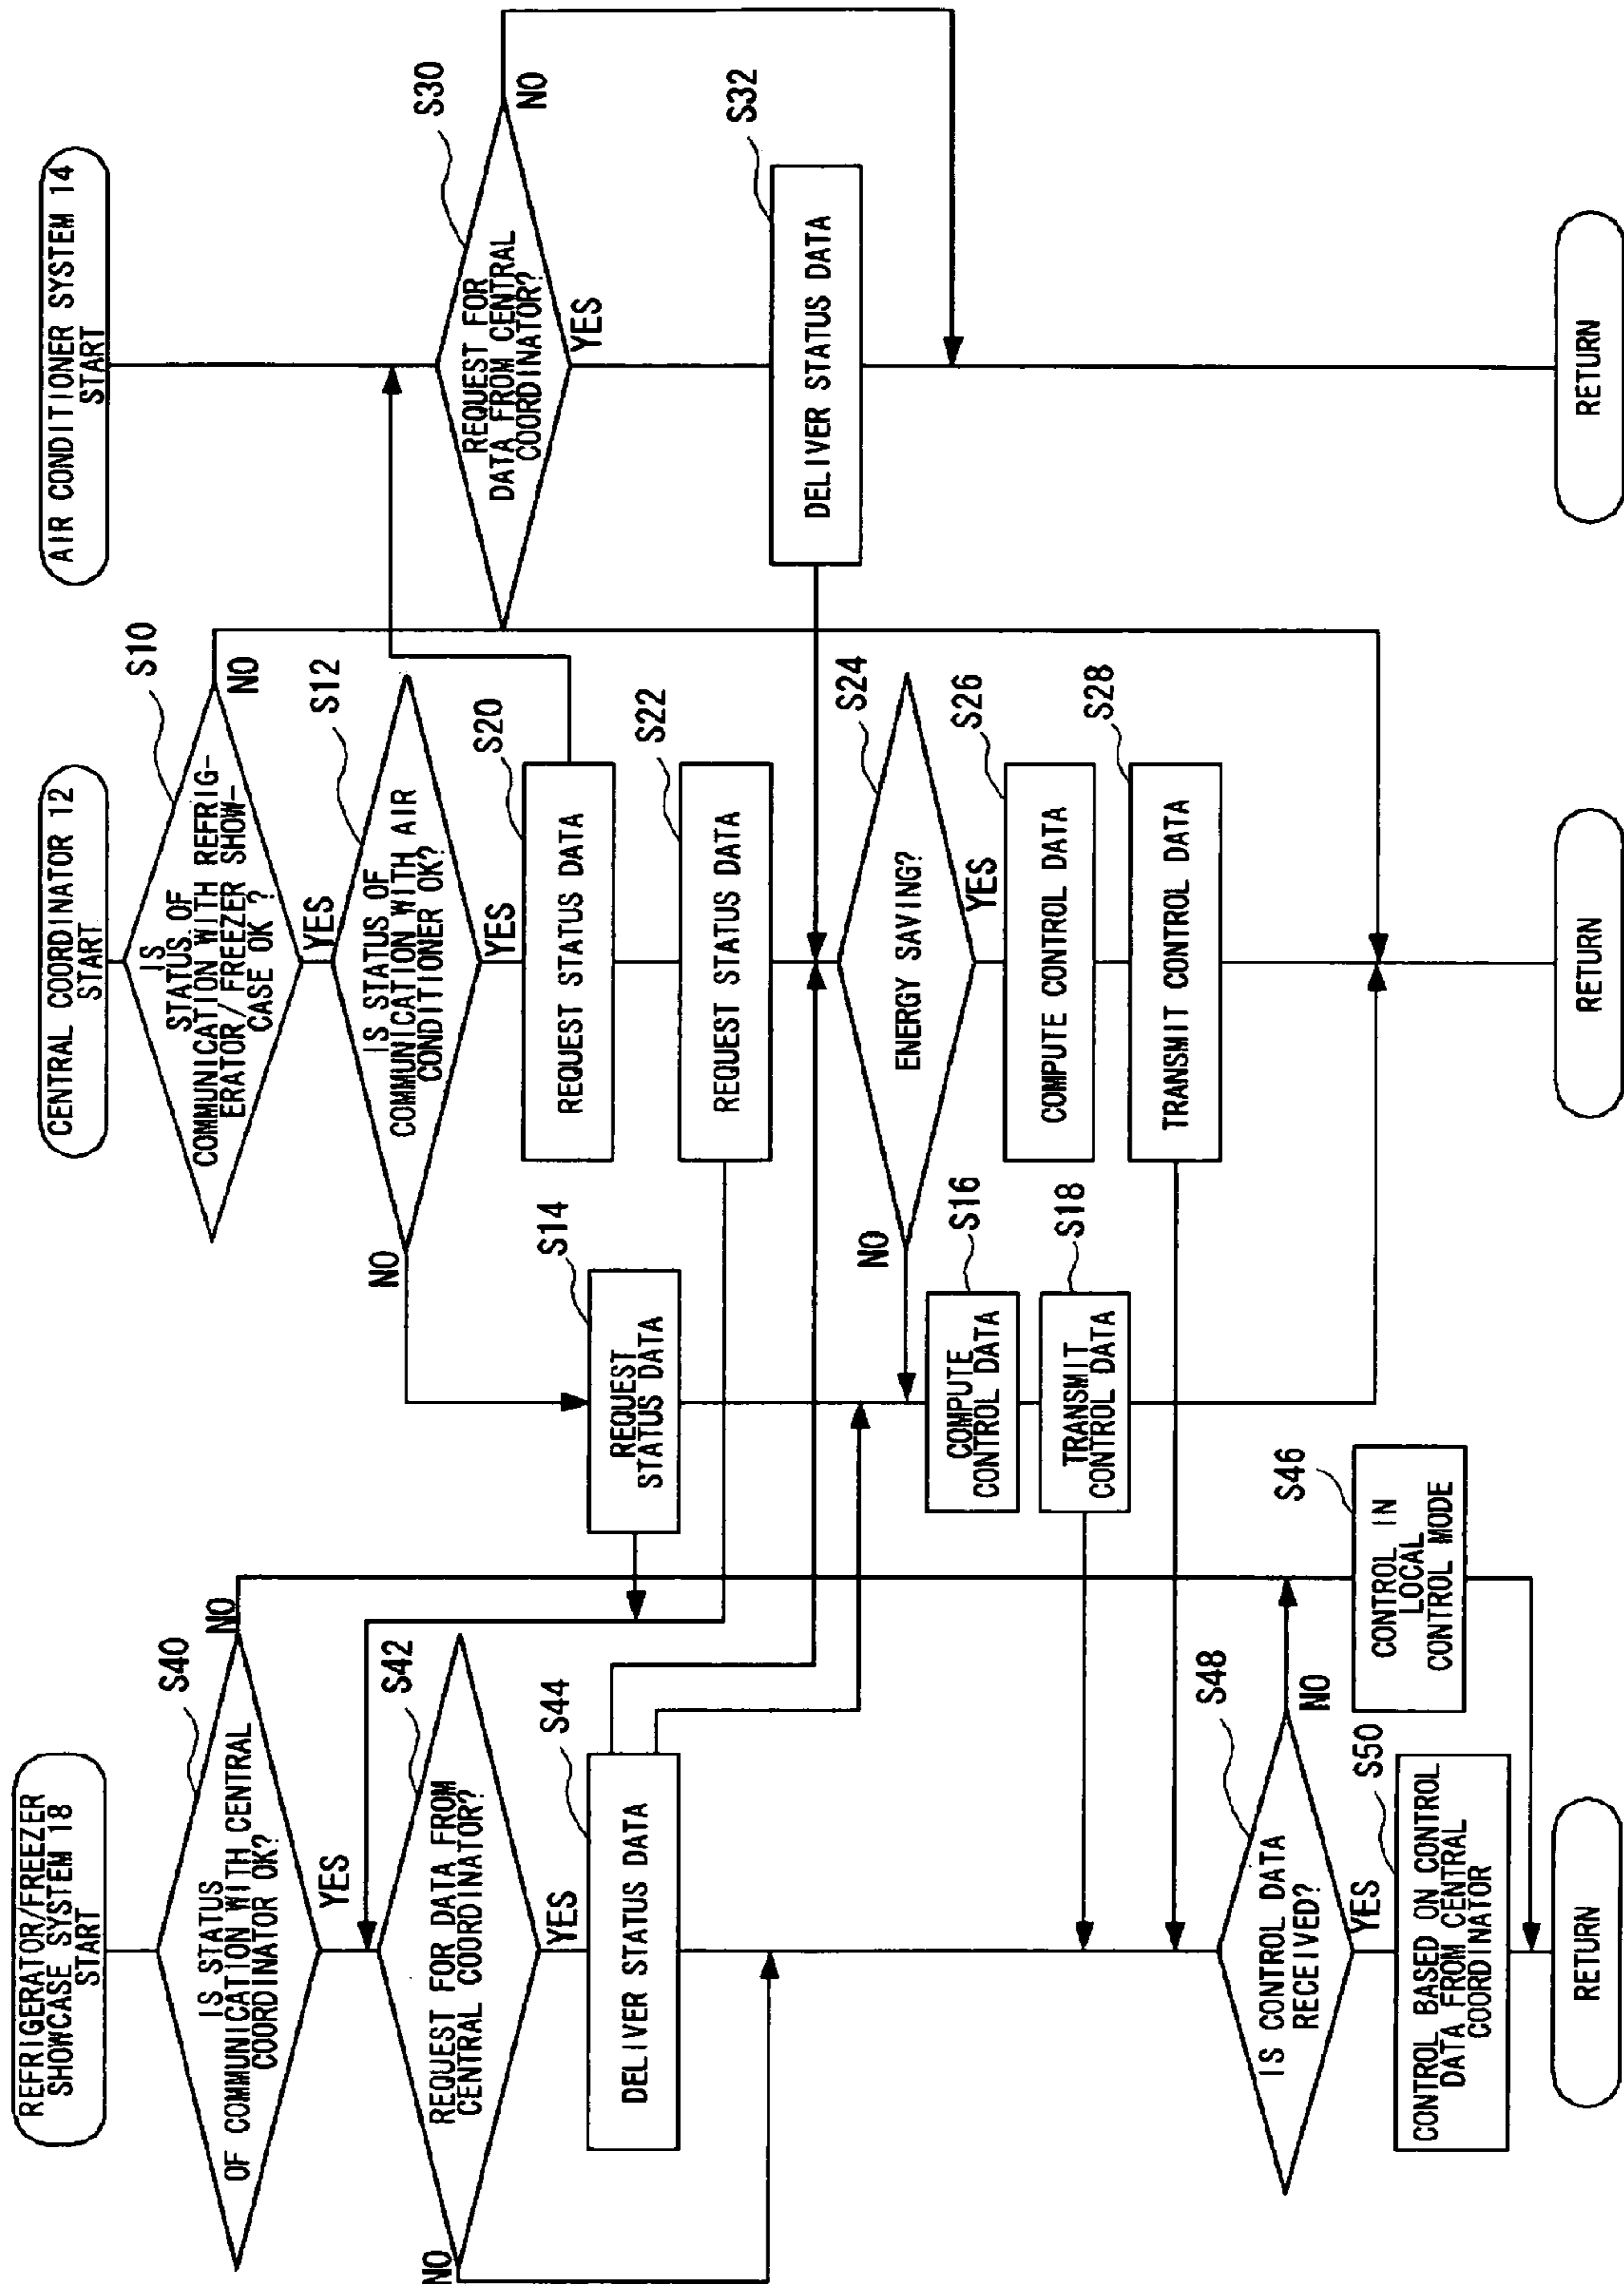 REFRIGERATOR/FREEZER
SHOWCASE SYSTEM 18
START
IS STATUS
OF COMMUNICATION WITH CENTRAL
COORDINATOR OK?
S40
NO
YES
REQUEST FOR DATA FROM
CENTRAL COORDINATOR?
S42
NO
YES
DELIVER STATUS DATA
S44
IS CONTROL DATA
RECEIVED?
S48
NO
YES
CONTROL IN
LOCAL
CONTROL MODE
S46
CONTROL BASED ON CONTROL
DATA FROM CENTRAL
COORDINATOR
S50
RETURN
CENTRAL COORDINATOR 12
START
IS
STATUS OF
COMMUNICATION WITH REFRIG-
ERATOR/FREEZER SHOW-
CASE OK ?
S10
NO
YES
IS STATUS OF
COMMUNICATION WITH AIR
CONDITIONER OK?
S12
NO
YES
REQUEST
STATUS DATA
S14
REQUEST STATUS DATA
S20
REQUEST STATUS DATA
S22
ENERGY SAVING?
S24
NO
YES
COMPUTE
CONTROL DATA
S16
TRANSMIT
CONTROL DATA
S18
COMPUTE CONTROL DATA
S26
TRANSMIT CONTROL DATA
S28
RETURN
AIR CONDITIONER SYSTEM 14
START
REQUEST FOR
DATA FROM CENTRAL
COORDINATOR?
S30
NO
YES
DELIVER STATUS DATA
S32
RETURN